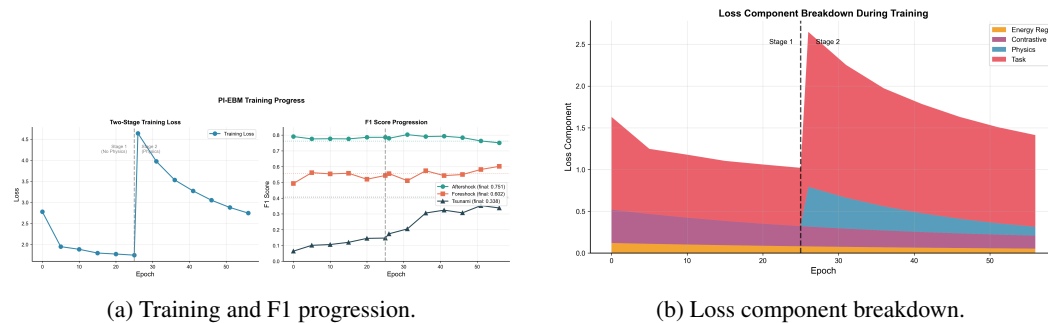 PI-EBM Training Progress
Two-Stage Training Loss
Training Loss
Stage 1
(No Physics)
Stage 2
(Physics)
Loss
4.5
4.0
3.5
3.0
2.5
2.0
0 10 20 30 40 50
Epoch
F1 Score Progression
F1 Score
0.8
0.7
0.6
0.5
0.4
0.3
0.2
0.1
0.0
Aftershock (final: 0.751)
Foreshock (final: 0.602)
Tsunami (final: 0.338)
0 10 20 30 40 50
Epoch
(a) Training and F1 progression.
Loss Component Breakdown During Training
Stage 1
Stage 2
Energy Reg
Contrastive
Physics
Task
Loss Component
2.5
2.0
1.5
1.0
0.5
0.0
0 10 20 30 40 50
Epoch
(b) Loss component breakdown.